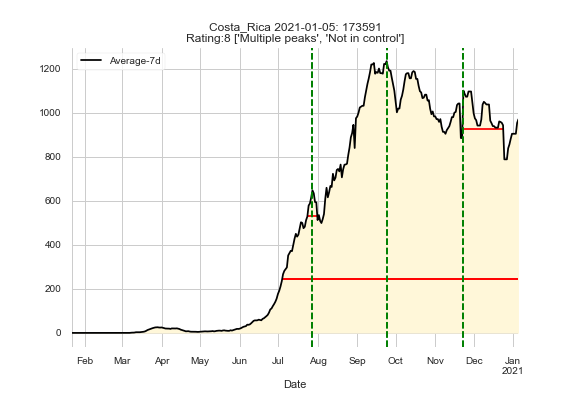 Costa_Rica 2021-01-05: 173591
Rating:8 ['Multiple peaks', 'Not in control']
Average-7d
1200
1000
800
600
400
200
0
Feb Mar Apr May Jun Jul Aug Sep Oct Nov Dec Jan
2021
Date